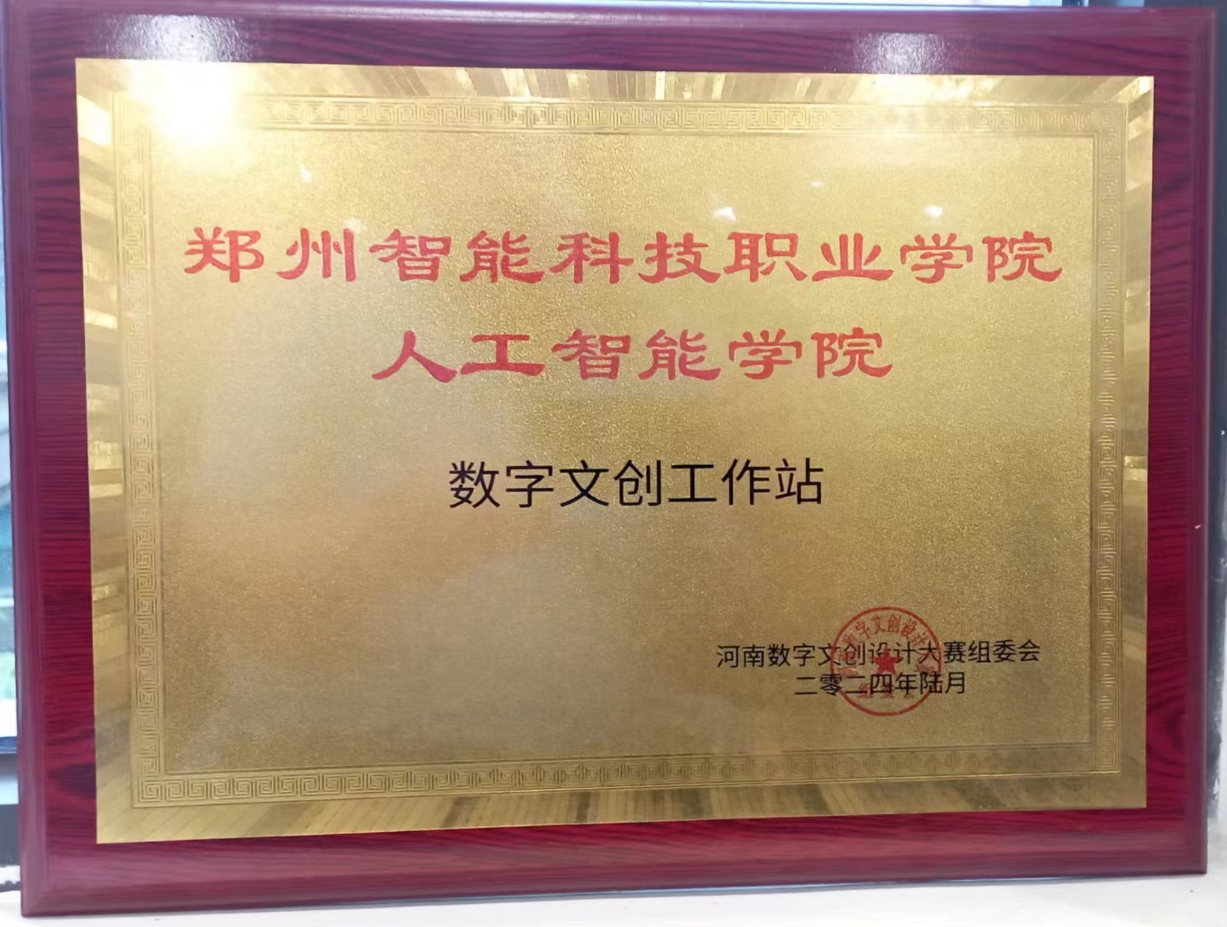 郑州智能科技职业学院
人工智能学院
数字文创工作站
河南数字文创设计大赛组委会
二零二四年陆月